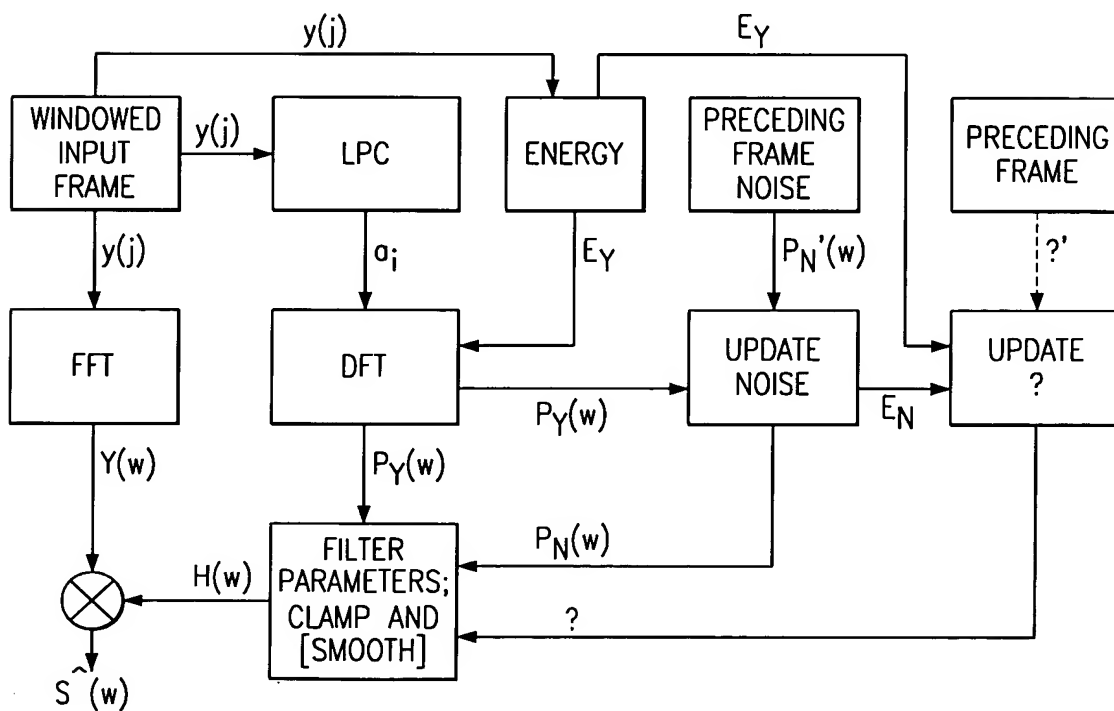 y(j)
E_Y
WINDOWED
INPUT
FRAME
y(j)
LPC
ENERGY
PRECEDING
FRAME
NOISE
PRECEDING
FRAME
y(j)
a_i
E_Y
P_N'(w)
?'
FFT
DFT
UPDATE
NOISE
UPDATE
?
P_Y(w)
E_N
Y(w)
P_Y(w)
FILTER
PARAMETERS;
CLAMP AND
[SMOOTH]
P_N(w)
H(w)
?
S^(w)